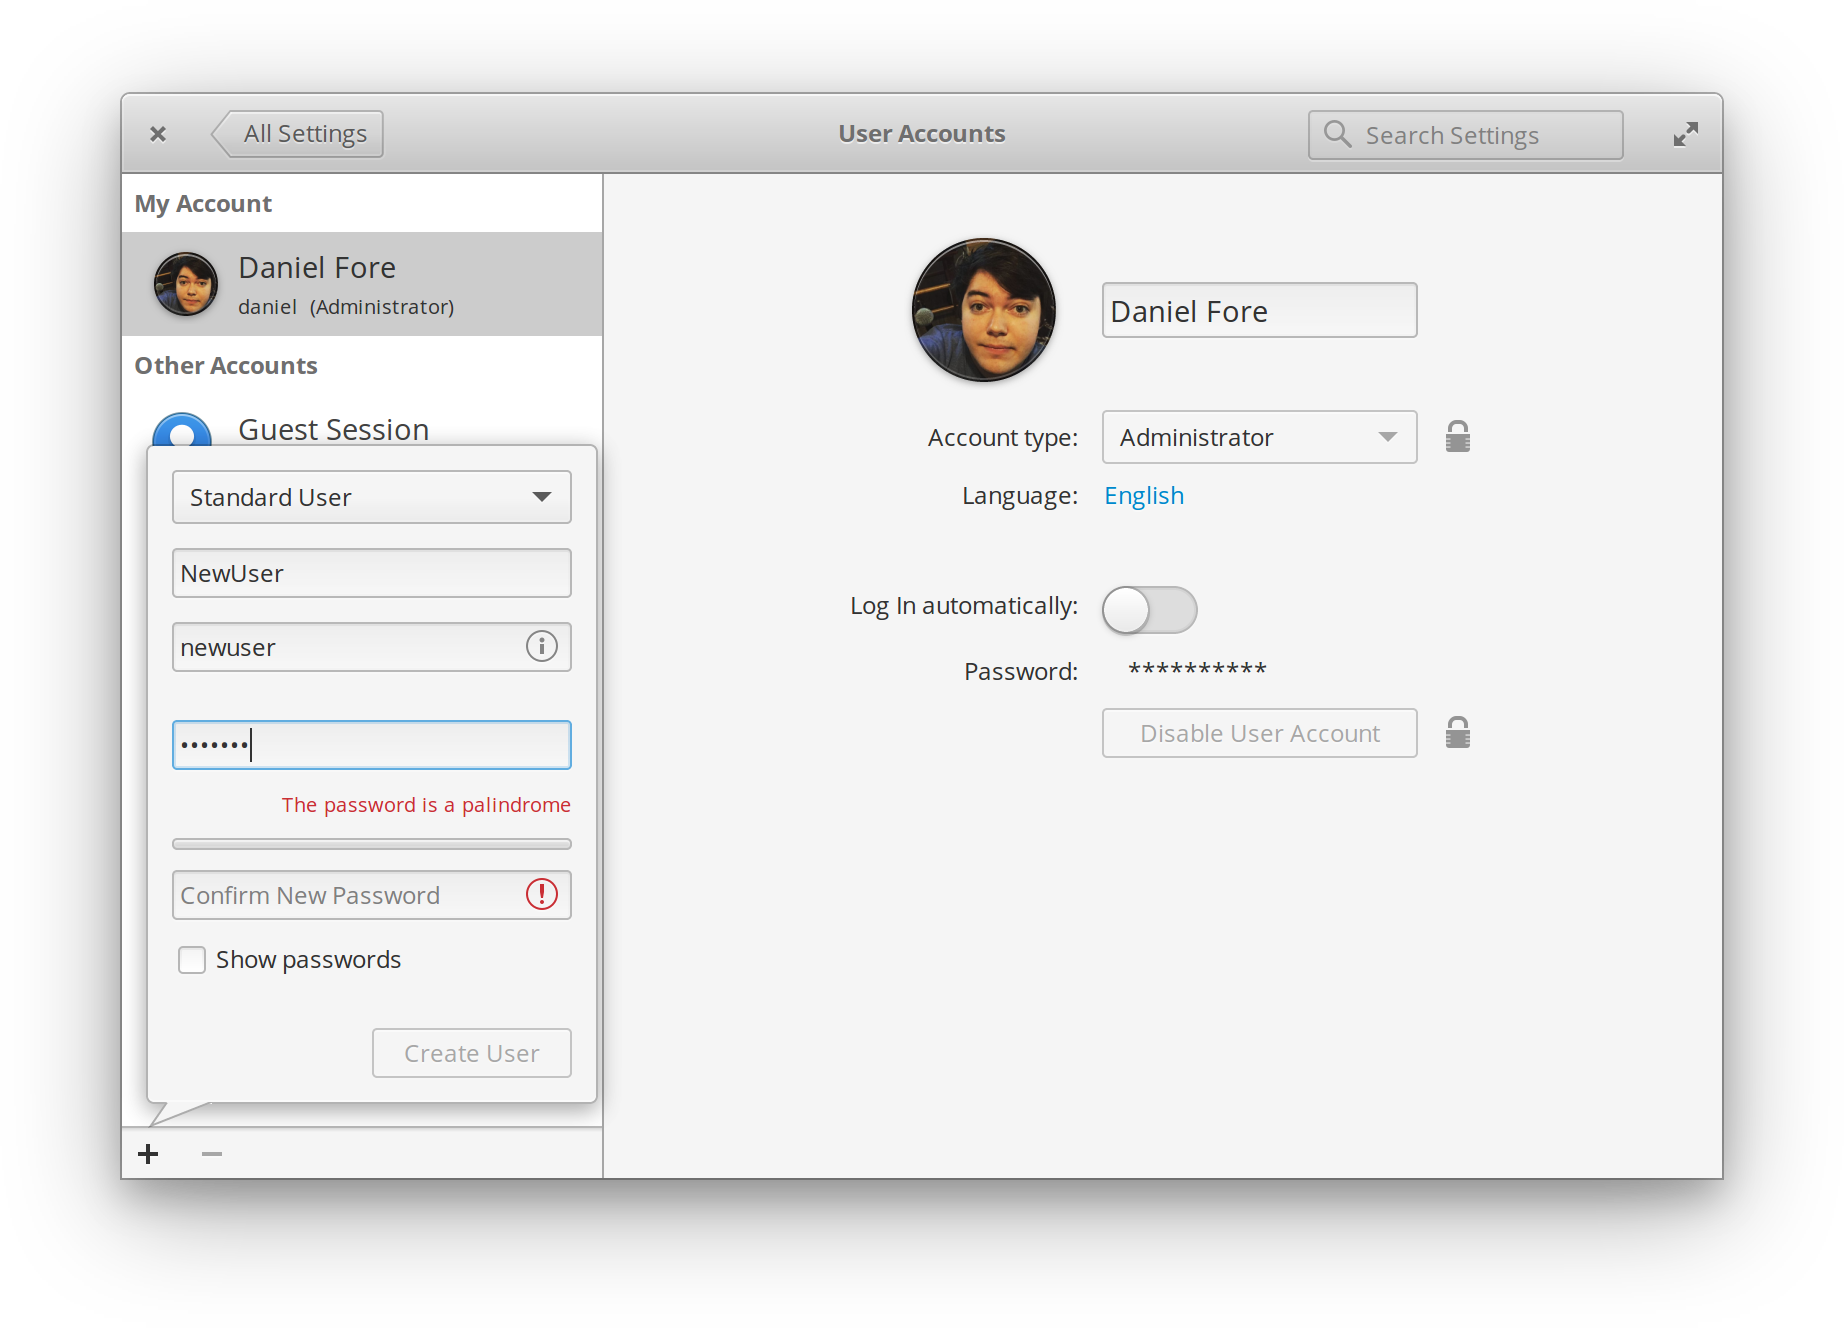 All Settings
User Accounts
Search Settings
My Account
Daniel Fore
daniel (Administrator)
Other Accounts
Guest Session
Standard User
NewUser
newuser
•••••••
The password is a palindrome
Confirm New Password
Show passwords
Create User
Daniel Fore
Account type: Administrator
Language: English
Log In automatically:
Password: **********
Disable User Account